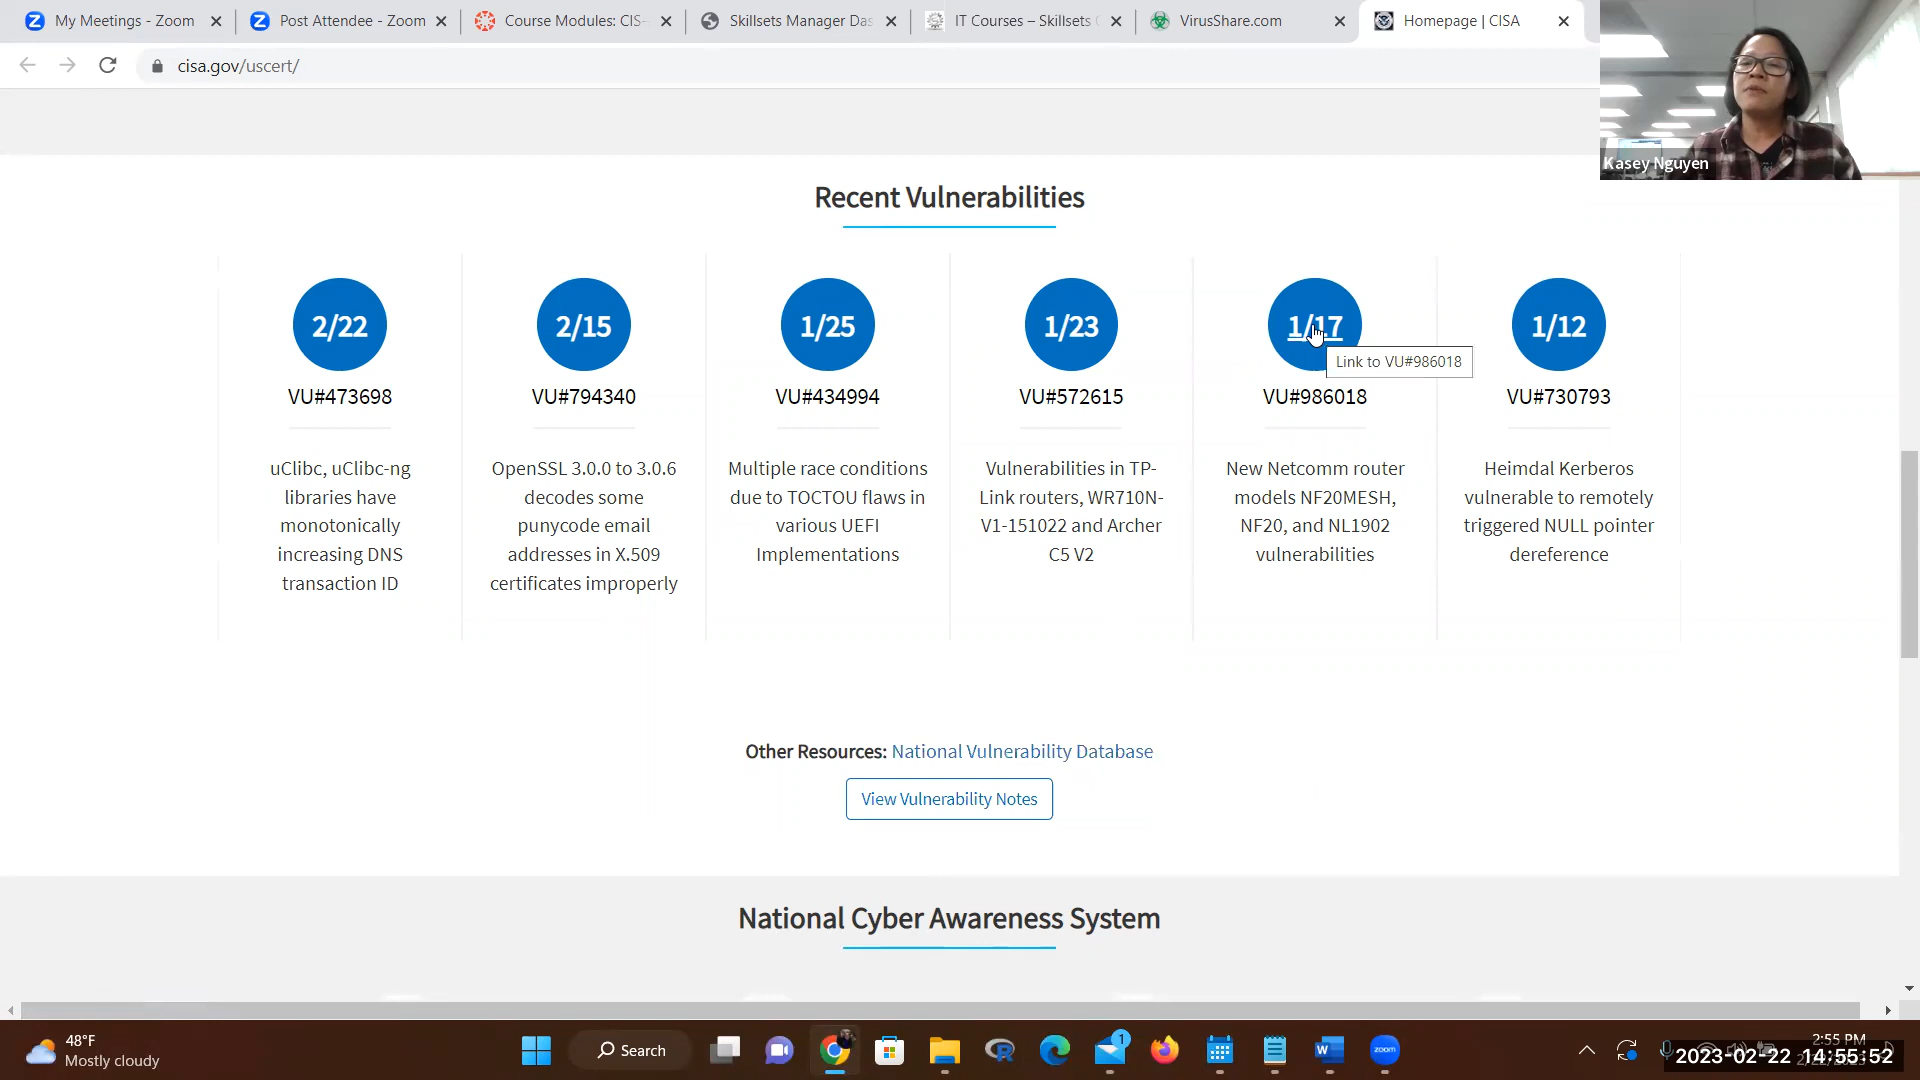 My Meetings - Zoom
Post Attendee - Zoom
Course Modules: CIS-
Skillsets Manager Das
IT Courses – Skillsets
VirusShare.com
Homepage | CISA
cisa.gov/uscert/
Kasey Nguyen
Recent Vulnerabilities
2/22
2/15
1/25
1/23
1/17
1/12
Link to VU#986018
VU#473698
VU#794340
VU#434994
VU#572615
VU#986018
VU#730793
uClibc, uClibc-ng
libraries have
monotonically
increasing DNS
transaction ID
OpenSSL 3.0.0 to 3.0.6
decodes some
punycode email
addresses in X.509
certificates improperly
Multiple race conditions
due to TOCTOU flaws in
various UEFI
Implementations
Vulnerabilities in TP-
Link routers, WR710N-
V1-151022 and Archer
C5 V2
New Netcomm router
models NF20MESH,
NF20, and NL1902
vulnerabilities
Heimdal Kerberos
vulnerable to remotely
triggered NULL pointer
dereference
Other Resources: National Vulnerability Database
View Vulnerability Notes
National Cyber Awareness System
48°F
Mostly cloudy
Search
1
zoom
2:55 PM
2023-02-22 14:55:52